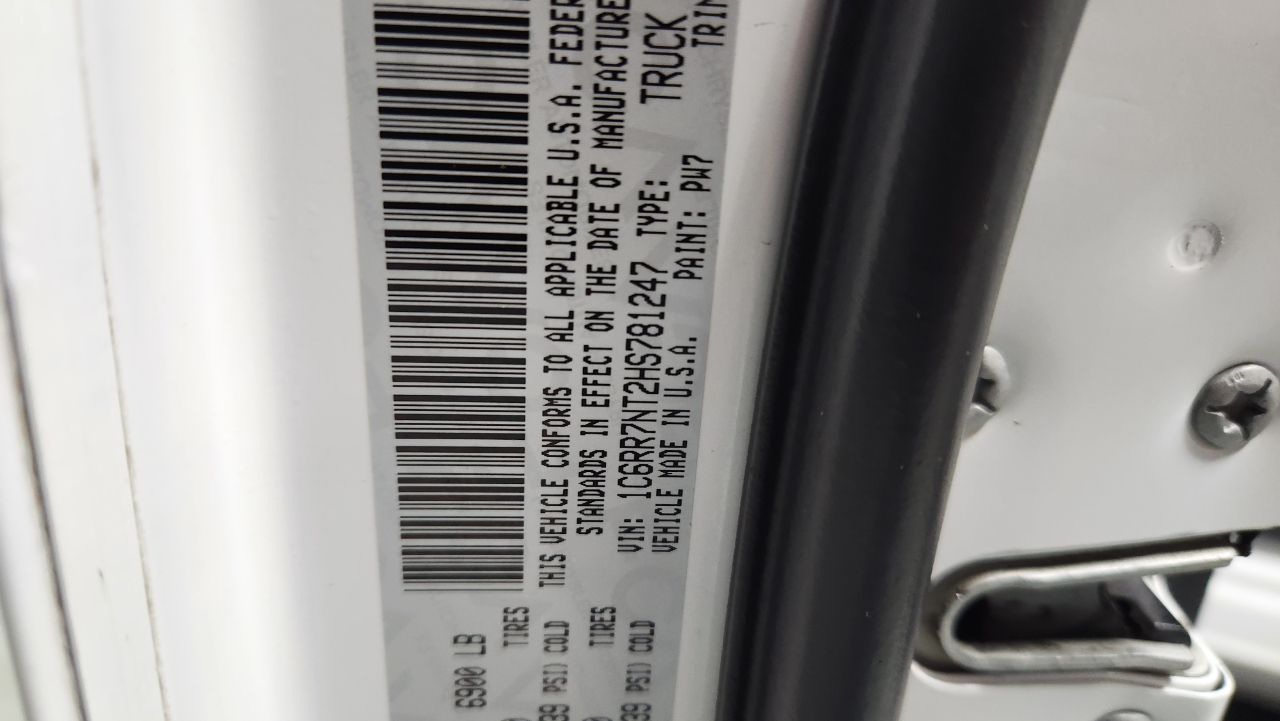 6900 LB
TIRES
39 PSI) COLD
TIRES
39 PSI) COLD
THIS VEHICLE CONFORMS TO ALL APPLICABLE U.S.A. FEDER
STANDARDS IN EFFECT ON THE DATE OF MANUFACTURE
VIN: 1C6RR7NT2HS781247 TYPE: TRUCK
VEHICLE MADE IN U.S.A. PAINT: PW7 TRIM